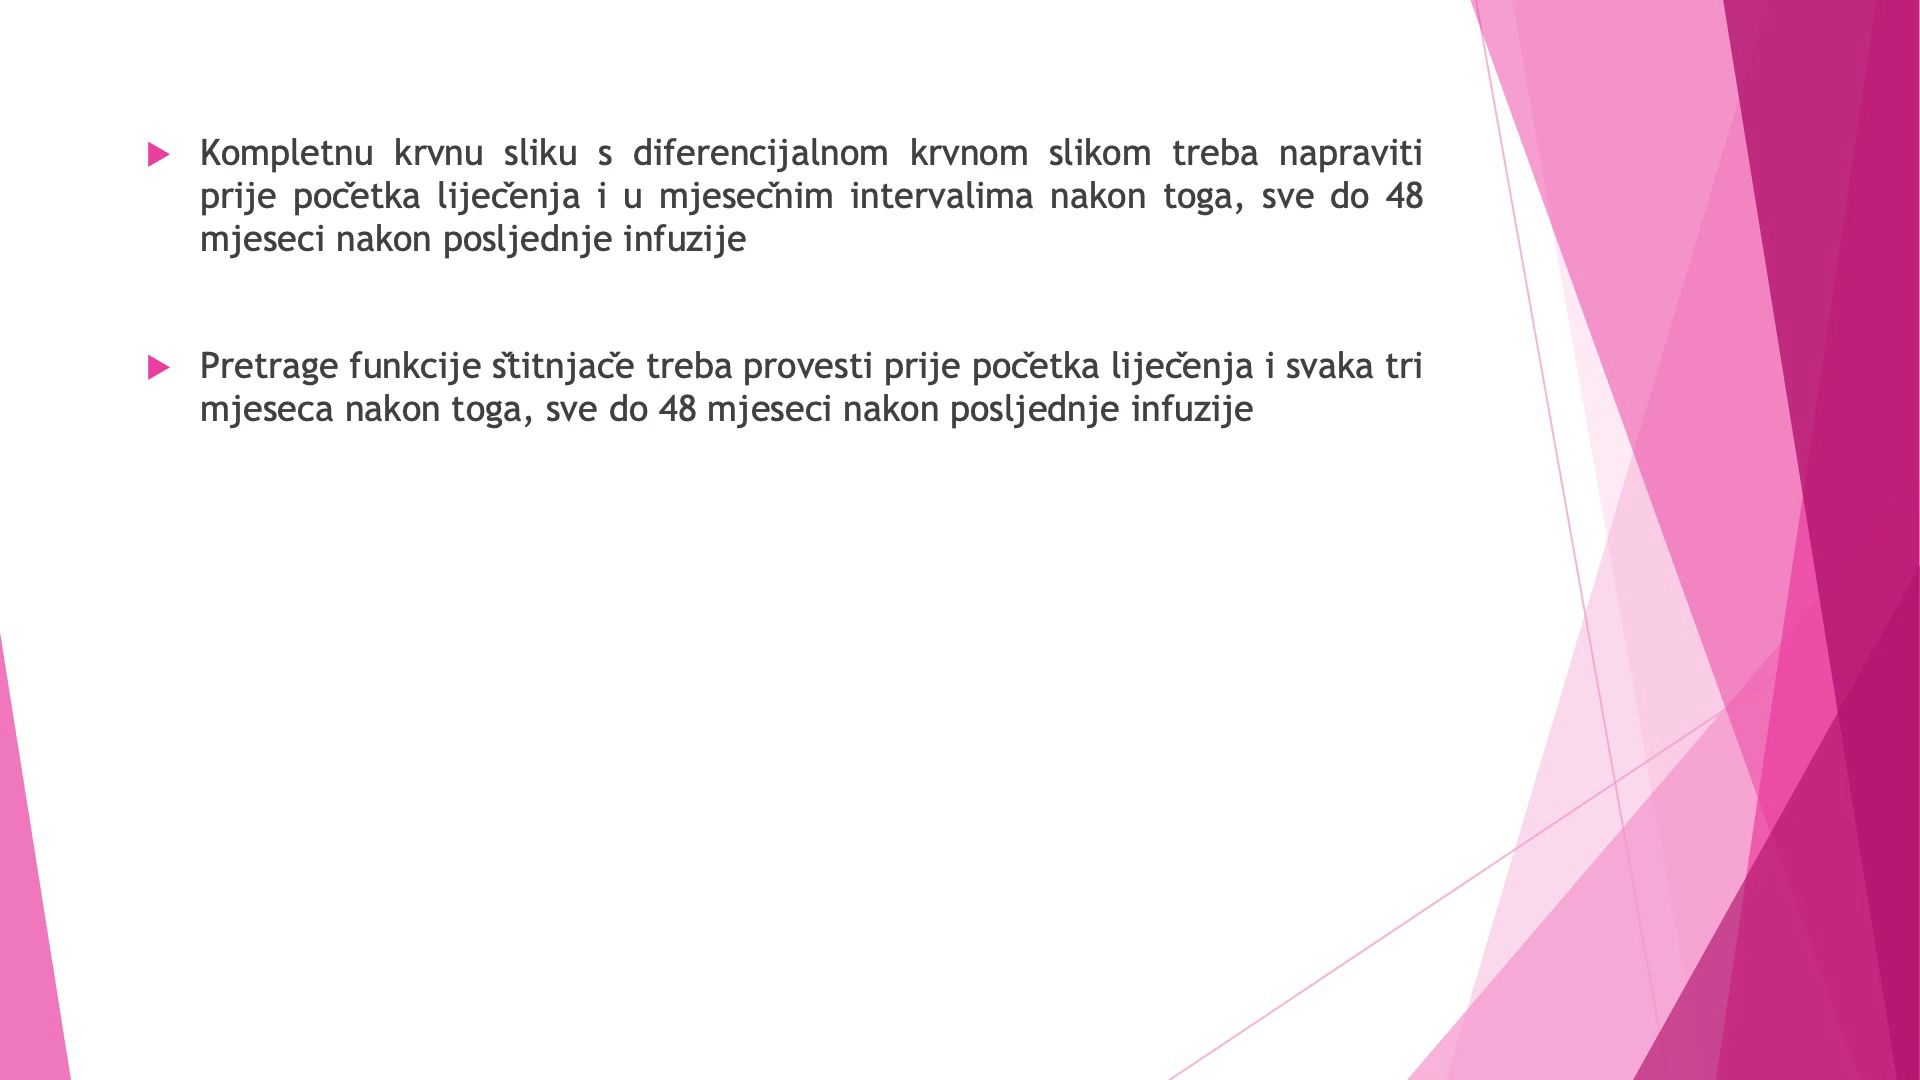 Kompletnu krvnu sliku s diferencijalnom krvnom slikom treba napraviti
prije početka liječenja i u mjesečnim intervalima nakon toga, sve do 48
mjeseci nakon posljednje infuzije
Pretrage funkcije štitnjače treba provesti prije početka liječenja i svaka tri
mjeseca nakon toga, sve do 48 mjeseci nakon posljednje infuzije